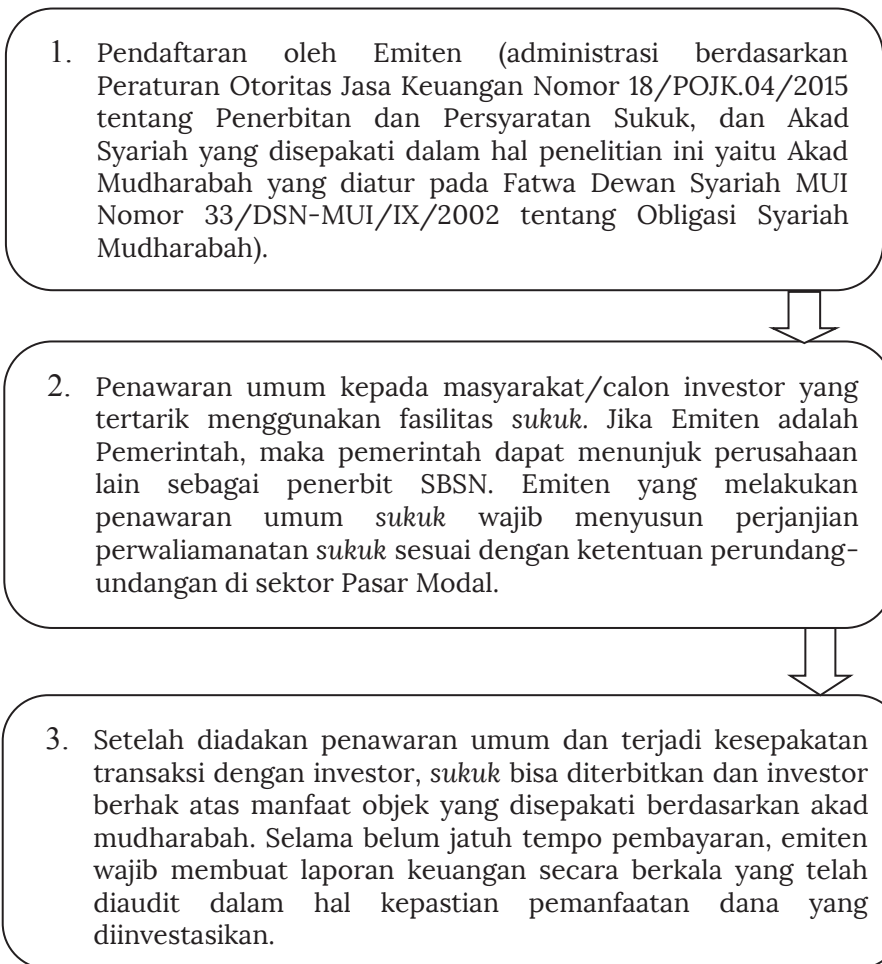 1. Pendaftaran oleh Emiten (administrasi berdasarkan
Peraturan Otoritas Jasa Keuangan Nomor 18/POJK.04/2015
tentang Penerbitan dan Persyaratan Sukuk, dan Akad
Syariah yang disepakati dalam hal penelitian ini yaitu Akad
Mudharabah yang diatur pada Fatwa Dewan Syariah MUI
Nomor 33/DSN-MUI/IX/2002 tentang Obligasi Syariah
Mudharabah).
2. Penawaran umum kepada masyarakat/calon investor yang
tertarik menggunakan fasilitas sukuk. Jika Emiten adalah
Pemerintah, maka pemerintah dapat menunjuk perusahaan
lain sebagai penerbit SBSN. Emiten yang melakukan
penawaran umum sukuk wajib menyusun perjanjian
perwaliamanatan sukuk sesuai dengan ketentuan perundang-
undangan di sektor Pasar Modal.
3. Setelah diadakan penawaran umum dan terjadi kesepakatan
transaksi dengan investor, sukuk bisa diterbitkan dan investor
berhak atas manfaat objek yang disepakati berdasarkan akad
mudharabah. Selama belum jatuh tempo pembayaran, emiten
wajib membuat laporan keuangan secara berkala yang telah
diaudit dalam hal kepastian pemanfaatan dana yang
diinvestasikan.